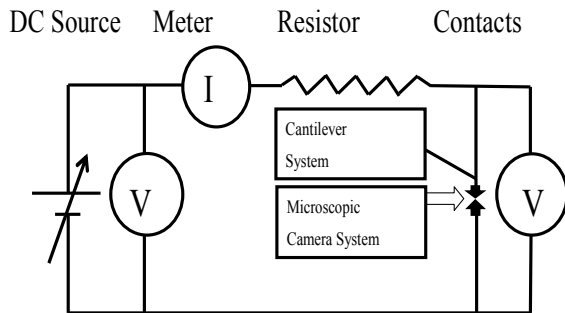 DC Source Meter Resistor Contacts
I
Cantilever
System
V
Microscopic
Camera System
V